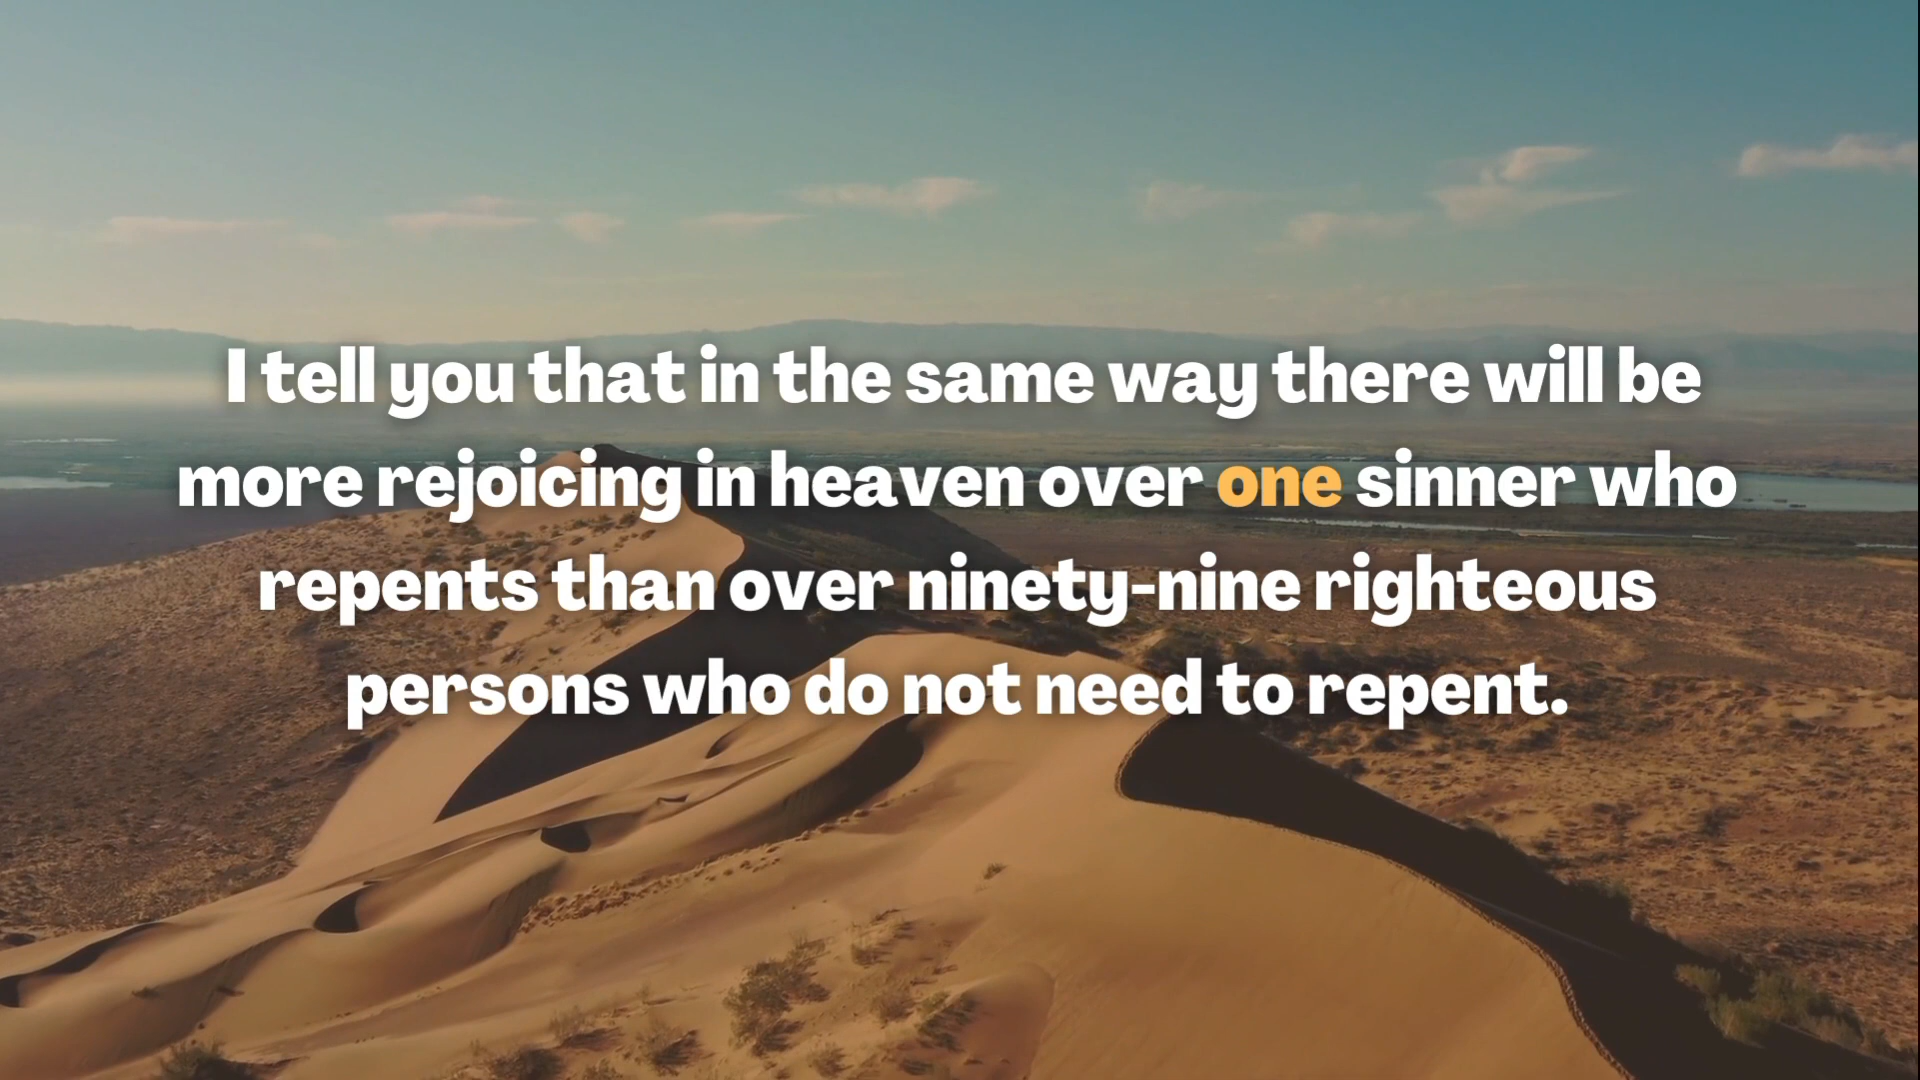 I tell you that in the same way there will be
more rejoicing in heaven over one sinner who
repents than over ninety-nine righteous
persons who do not need to repent.